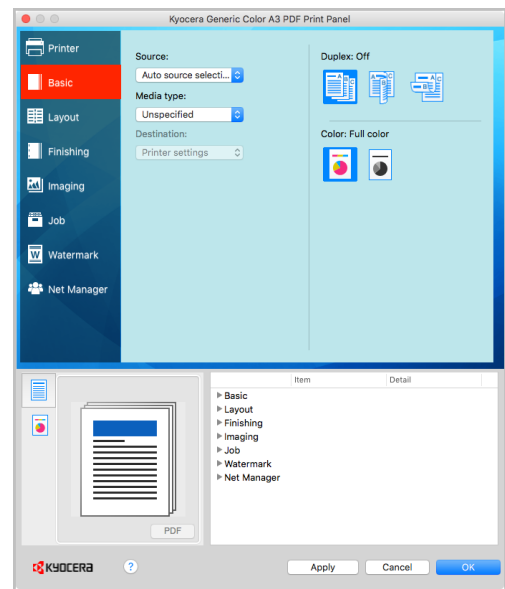 Kyocera Generic Color A3 PDF Print Panel
Printer
Basic
Layout
Finishing
Imaging
Job
Watermark
Net Manager
Source:
Auto source selecti...
Media type:
Unspecified
Destination:
Printer settings
Duplex: Off
Color: Full color
Item Detail
Basic
Layout
Finishing
Imaging
Job
Watermark
Net Manager
PDF
KYOCERA ? Apply Cancel OK